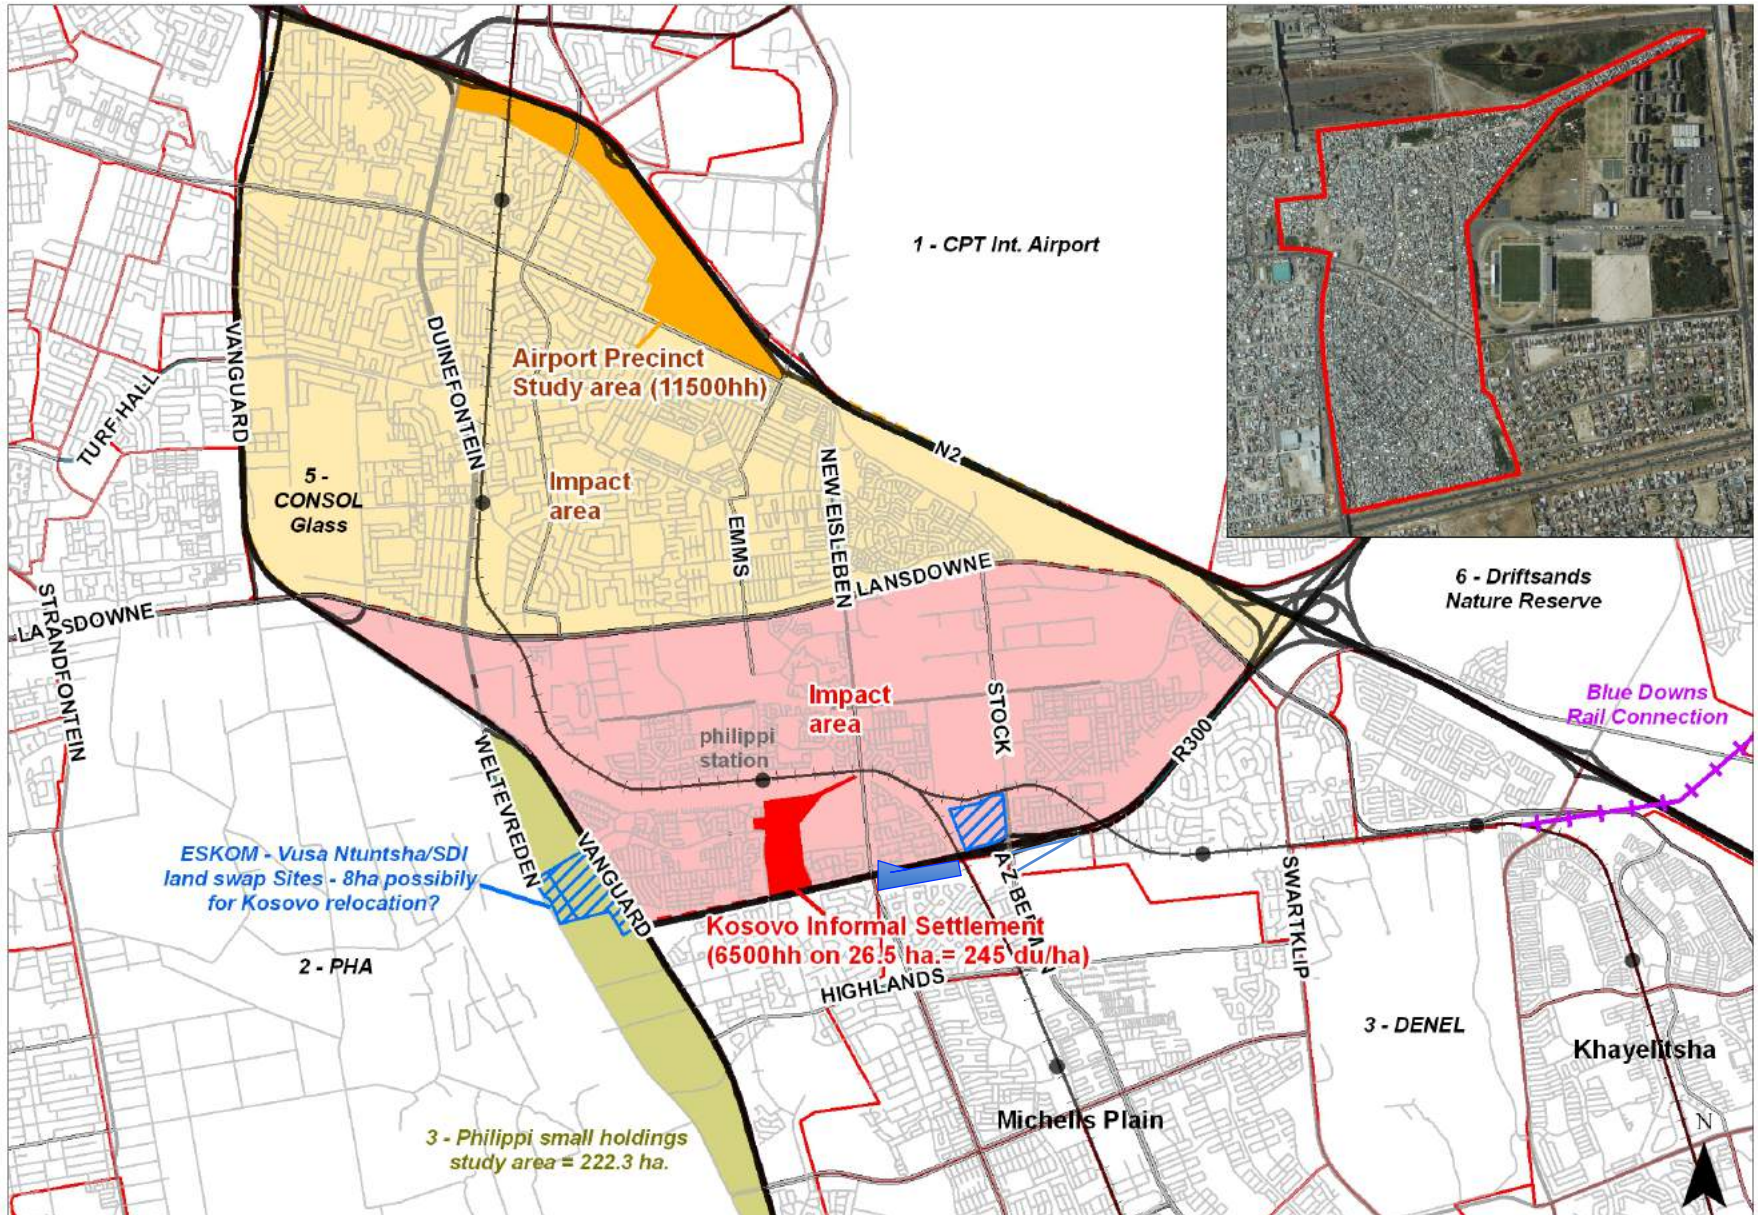 1 - CPT Int. Airport
VANGUARD
DUINEFONTEIN
Airport Precinct
Study area (11500hh)
TURF HALL
N2
5 -
CONSOL
Glass
Impact
area
EMMS
NEW EISLEBEN
LANSDOWNE
6 - Driftsands
Nature Reserve
LANSDOWNE
STRANDFONTEIN
Impact
area
STOCK
R300
Blue Downs
Rail Connection
philippi
station
WELTEVREDEN
VANGUARD
ESKOM - Vusa Ntuntsha/SDI
land swap Sites - 8ha possibily
for Kosovo relocation?
SWARTKLIP
Kosovo Informal Settlement
(6500hh on 26.5 ha.= 245 du/ha)
2 - PHA
HIGHLANDS
3 - DENEL
Khayelitsha
Michells Plain
3 - Philippi small holdings
study area = 222.3 ha.
N